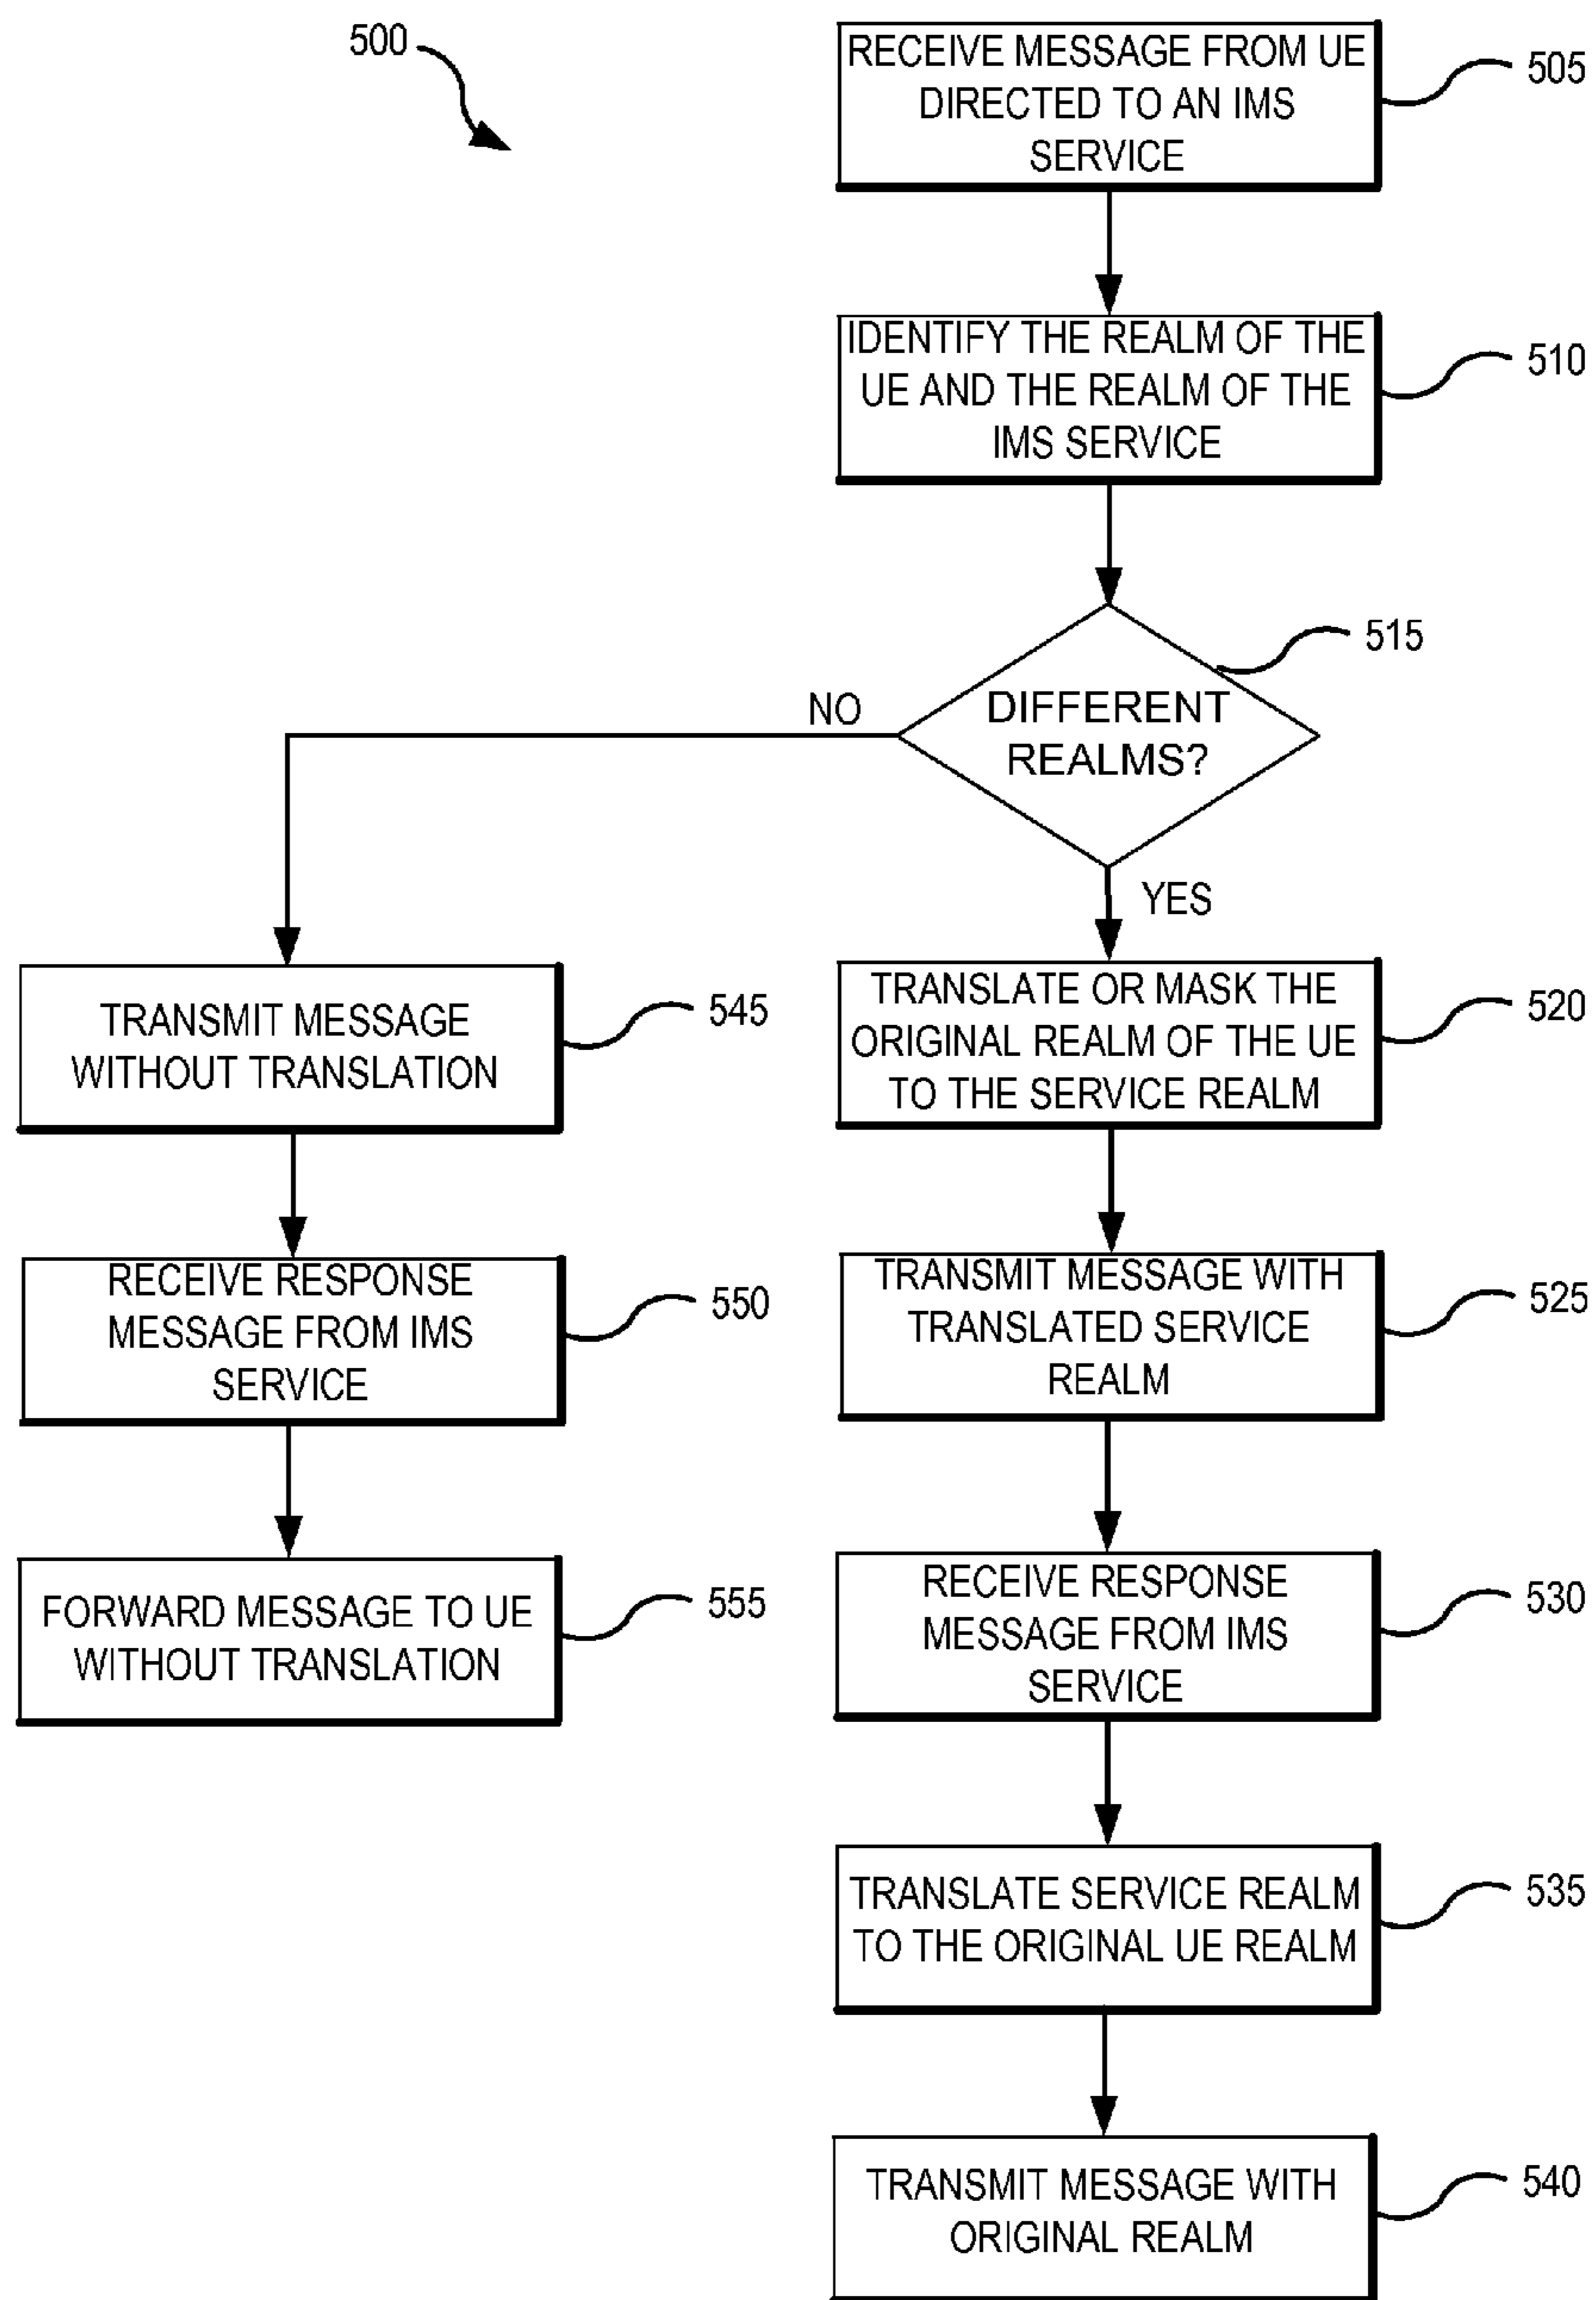 500
RECEIVE MESSAGE FROM UE
DIRECTED TO AN IMS
SERVICE
505
IDENTIFY THE REALM OF THE
UE AND THE REALM OF THE
IMS SERVICE
510
DIFFERENT
REALMS?
515
NO
YES
TRANSLATE OR MASK THE
ORIGINAL REALM OF THE UE
TO THE SERVICE REALM
520
TRANSMIT MESSAGE
WITHOUT TRANSLATION
545
TRANSMIT MESSAGE WITH
TRANSLATED SERVICE
REALM
525
RECEIVE RESPONSE
MESSAGE FROM IMS
SERVICE
550
RECEIVE RESPONSE
MESSAGE FROM IMS
SERVICE
530
FORWARD MESSAGE TO UE
WITHOUT TRANSLATION
555
TRANSLATE SERVICE REALM
TO THE ORIGINAL UE REALM
535
TRANSMIT MESSAGE WITH
ORIGINAL REALM
540